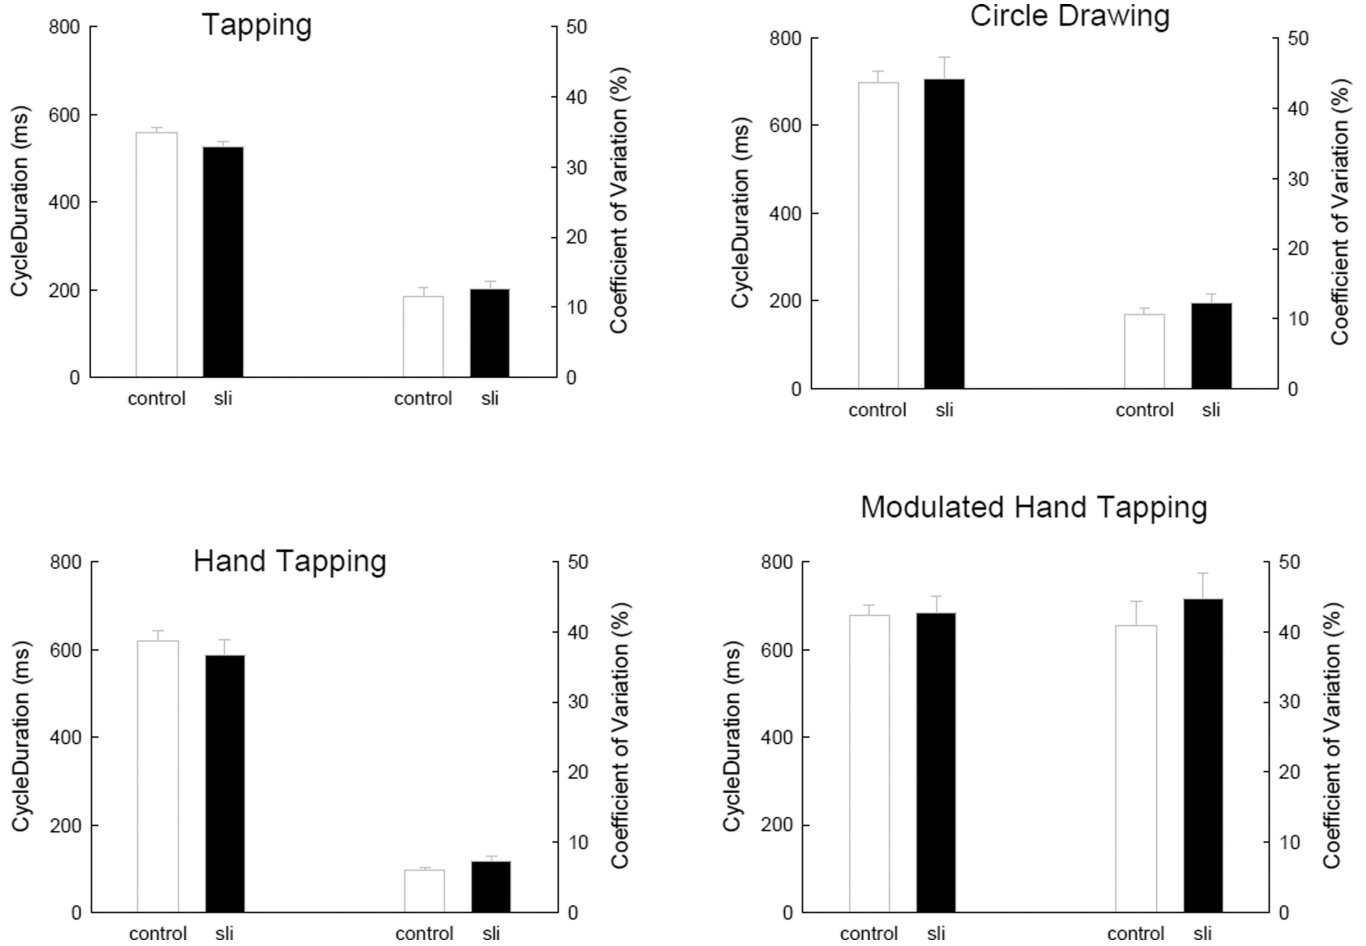 Tapping
800
600
400
200
0
CycleDuration (ms)
50
40
30
20
10
0
Coefficient of Variation (%)
control sli control sli
Circle Drawing
800
600
400
200
0
CycleDuration (ms)
50
40
30
20
10
0
Coefficient of Variation (%)
control sli control sli
Hand Tapping
800
600
400
200
0
CycleDuration (ms)
50
40
30
20
10
0
Coefficient of Variation (%)
control sli control sli
Modulated Hand Tapping
800
600
400
200
0
CycleDuration (ms)
50
40
30
20
10
0
Coefficient of Variation (%)
control sli control sli